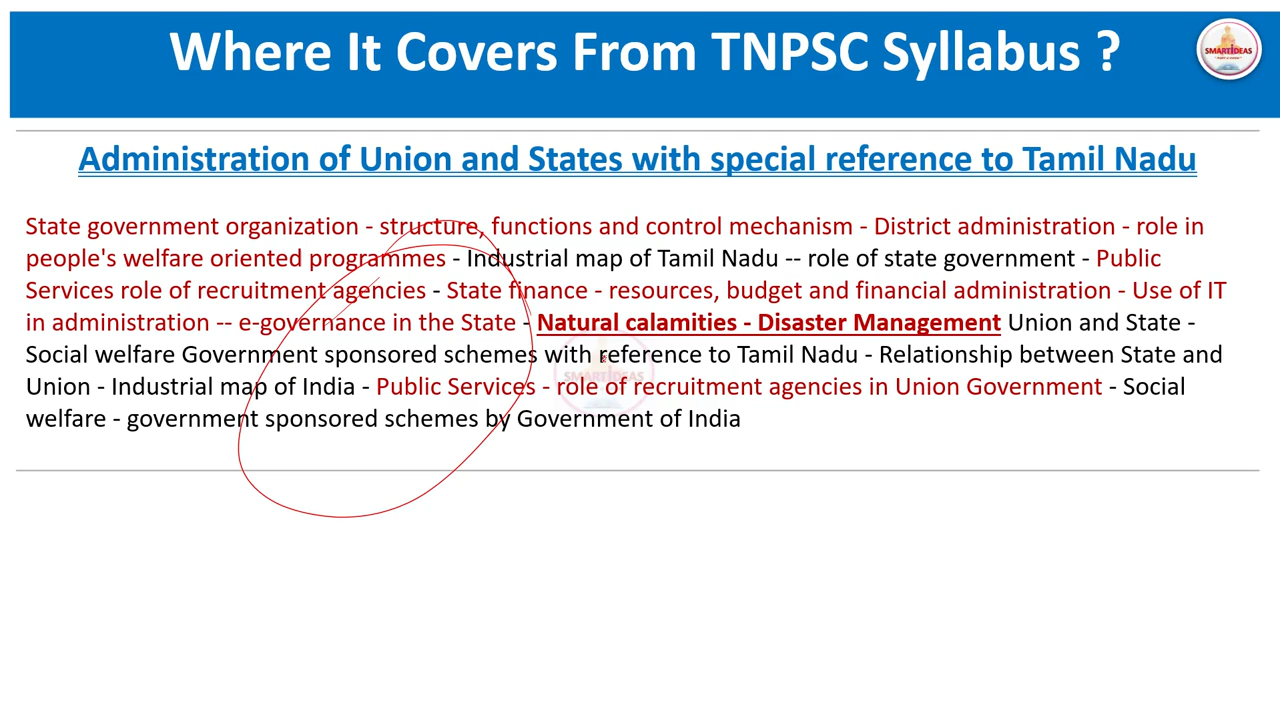 Where It Covers From TNPSC Syllabus ?
SMARTIDEAS
Administration of Union and States with special reference to Tamil Nadu
State government organization - structure, functions and control mechanism - District administration - role in
people's welfare oriented programmes - Industrial map of Tamil Nadu -- role of state government - Public
Services role of recruitment agencies - State finance - resources, budget and financial administration - Use of IT
in administration -- e-governance in the State - Natural calamities - Disaster Management Union and State -
Social welfare Government sponsored schemes with reference to Tamil Nadu - Relationship between State and
Union - Industrial map of India - Public Services - role of recruitment agencies in Union Government - Social
welfare - government sponsored schemes by Government of India
SMARTIDEAS